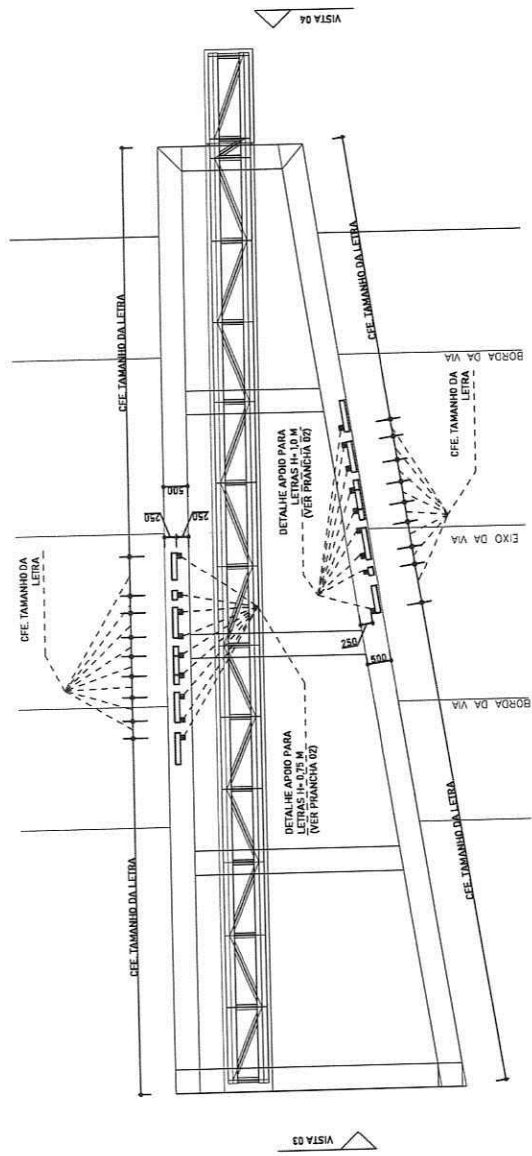 VISTA 04
CFE. TAMANHO DA LETRA
CFE. TAMANHO DA LETRA
BORDA DA VIA
CFE. TAMANHO DA
LETRA
500
250
250
DETALHE APOIO PARA
LETRAS H= 1,0 M
(VER PRANCHA 02)
EIXO DA VIA
CFE. TAMANHO DA
LETRA
250
500
BORDA DA VIA
DETALHE APOIO PARA
LETRAS H= 0,75 M
(VER PRANCHA 02)
CFE. TAMANHO DA LETRA
CFE. TAMANHO DA LETRA
VISTA 03